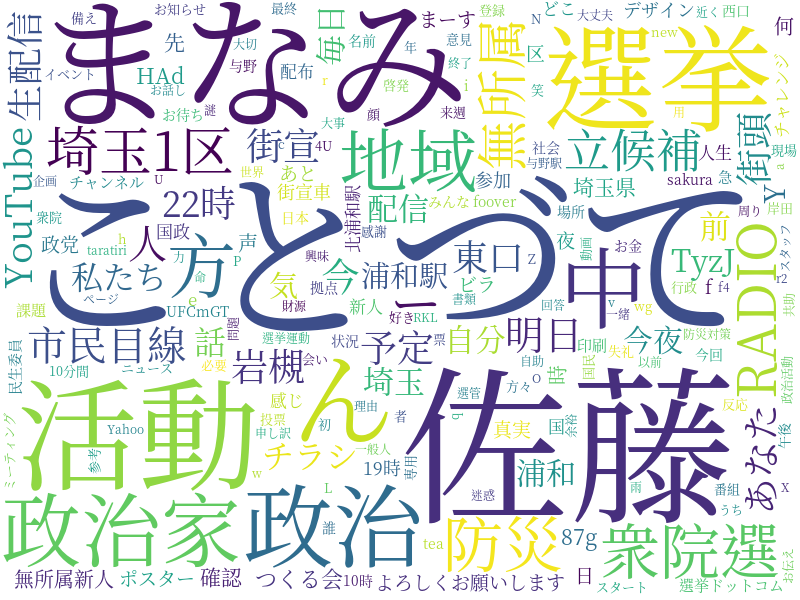 お知らせ
最終
まーす
どこ
登録
N
大丈夫
近く
西口
備え
先
毎日
名前
意見
区
デザイン
new
何
生配信
イベント
大切
与野
年
終了
笑
用
チャレンジ
お話し
HAd
配布
r
啓発
i
まなみ
選挙
無所属
お待ち
謎
顔
来週
YouTube
埼玉1区
街宣
c
大事
4U
地域
立候補
社会
与野駅
人生
急
街頭
a
現場
企画
チャンネル
U
世界
あと
街宣車
北浦和駅
みんな
foover
参加
埼玉県
sakura
Y
岸田
衆院
政党
国政
22時
日本
配信
感謝
場所
周り
前
taratiri
h
人
方
声
P
興味
今
浦和駅
東口
夜
動画
お金
スタッフ
私たち
力
命
気
拠点
ビラ
z
中
TyzJ
f
f4
r2
ページ
e
財源
新人
書類
回答
v
wg
行政
RADIO
こととづて
課題
UFCmGT
問題
好き
RKL
ー
一緒
共助
市民目線
話
選挙運動
会い
票
予定
自分
明日
印刷
今夜
防災対策
民生委員
10分間
ニュース
必要
岩槻
状況
自助
時
失礼
国民
以前
今回
政治活動
活動
ん
埼玉
佐藤
選管
方々
o
あなた
感じ
理由
者
投票
初
b
真実
国
余裕
反応
午後
ミーティング
Yahoo
参考
申し訳
チラシ
一般人
19時
専用
浦和
w
L
誰
迷惑
雨
番組
X
うち
政治家
政治
防災
tea
87g
衆院選
お伝え
無所属新人
ポスター
確認
つくる会
10時
よろしくお願いします
日
スタート
選挙ドットコム